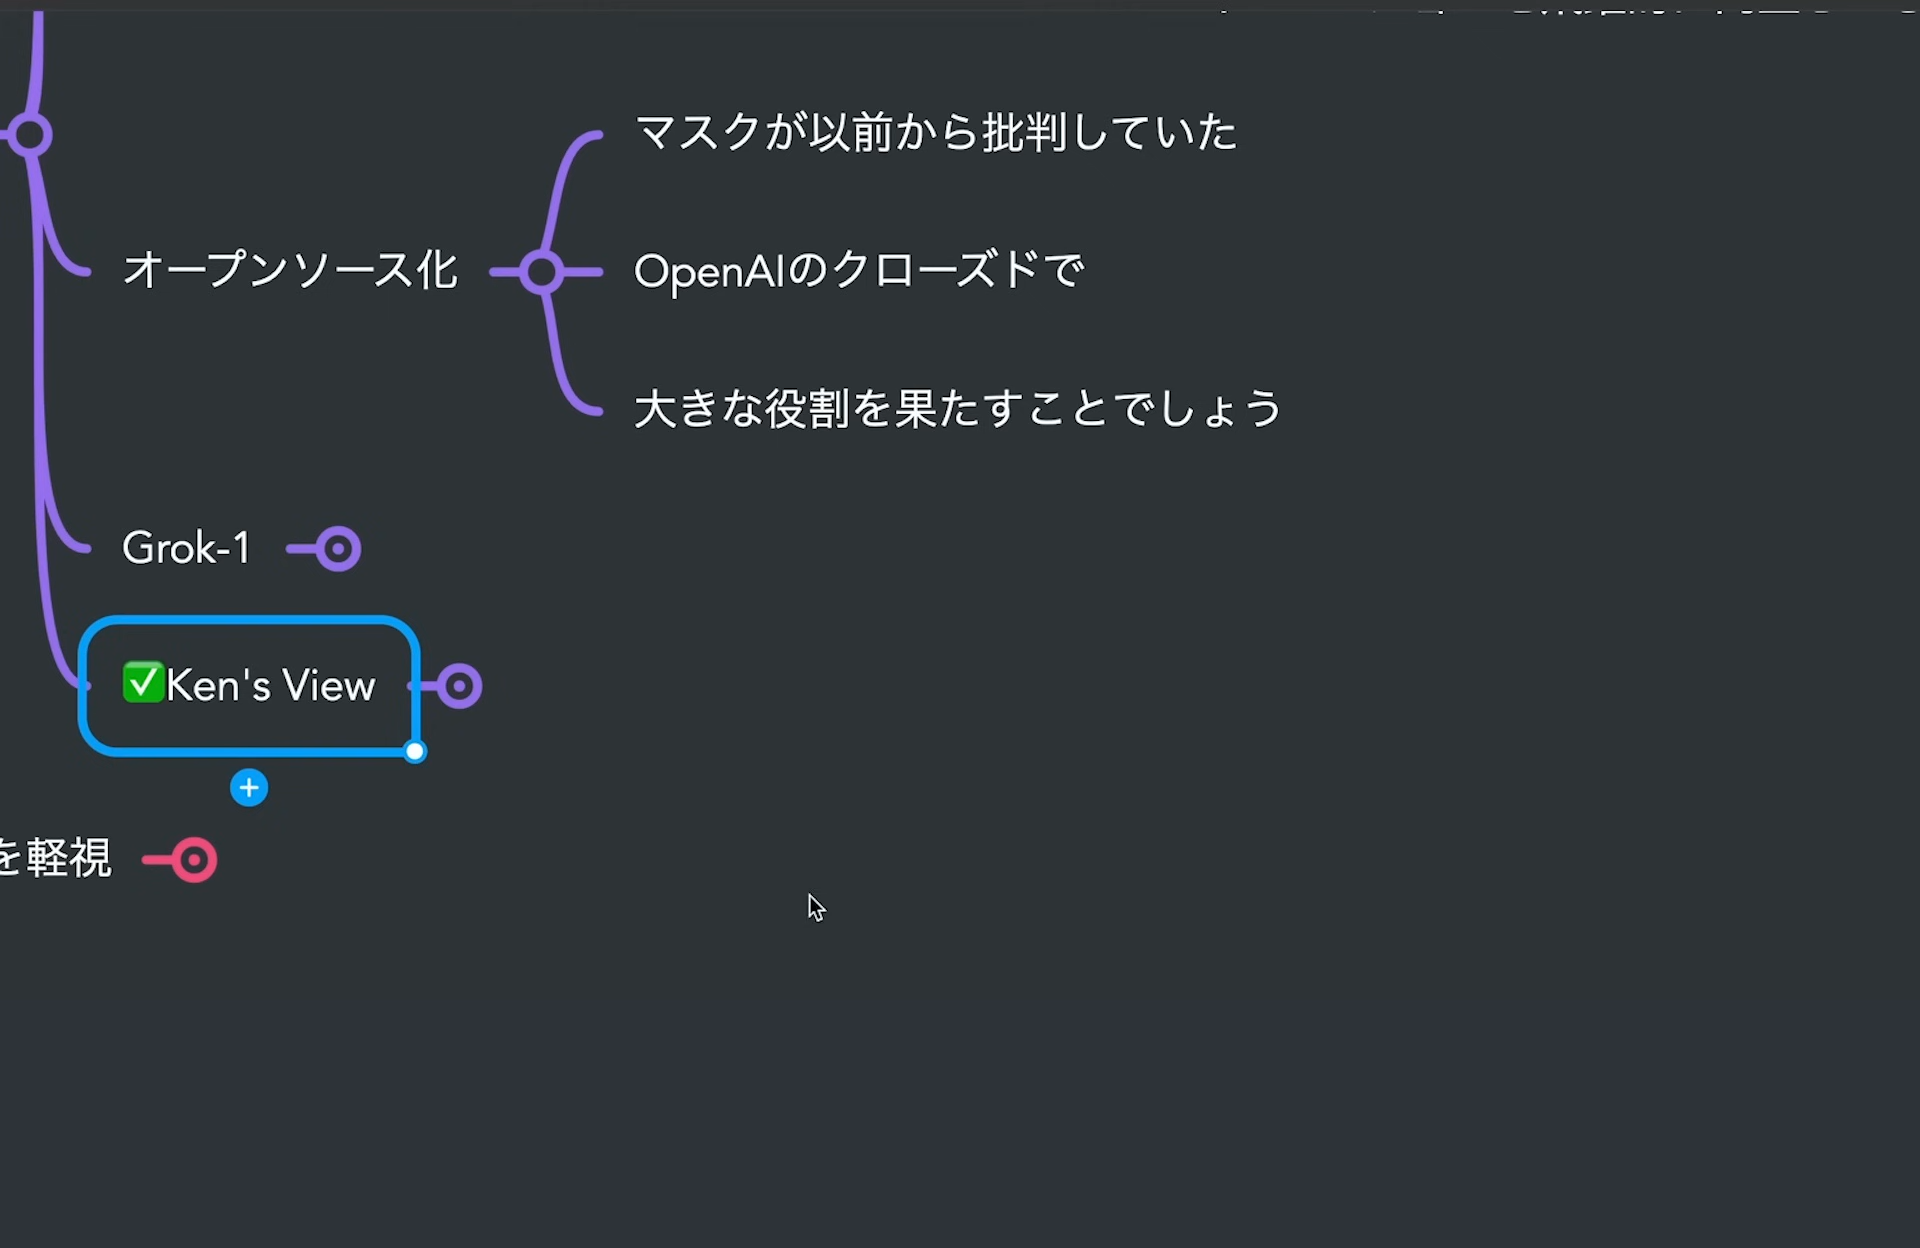 マスクが以前から批判していた
オープンソース化
OpenAIのクローズドで
大きな役割を果たすことでしょう
Grok-1
✅Ken's View
を軽視